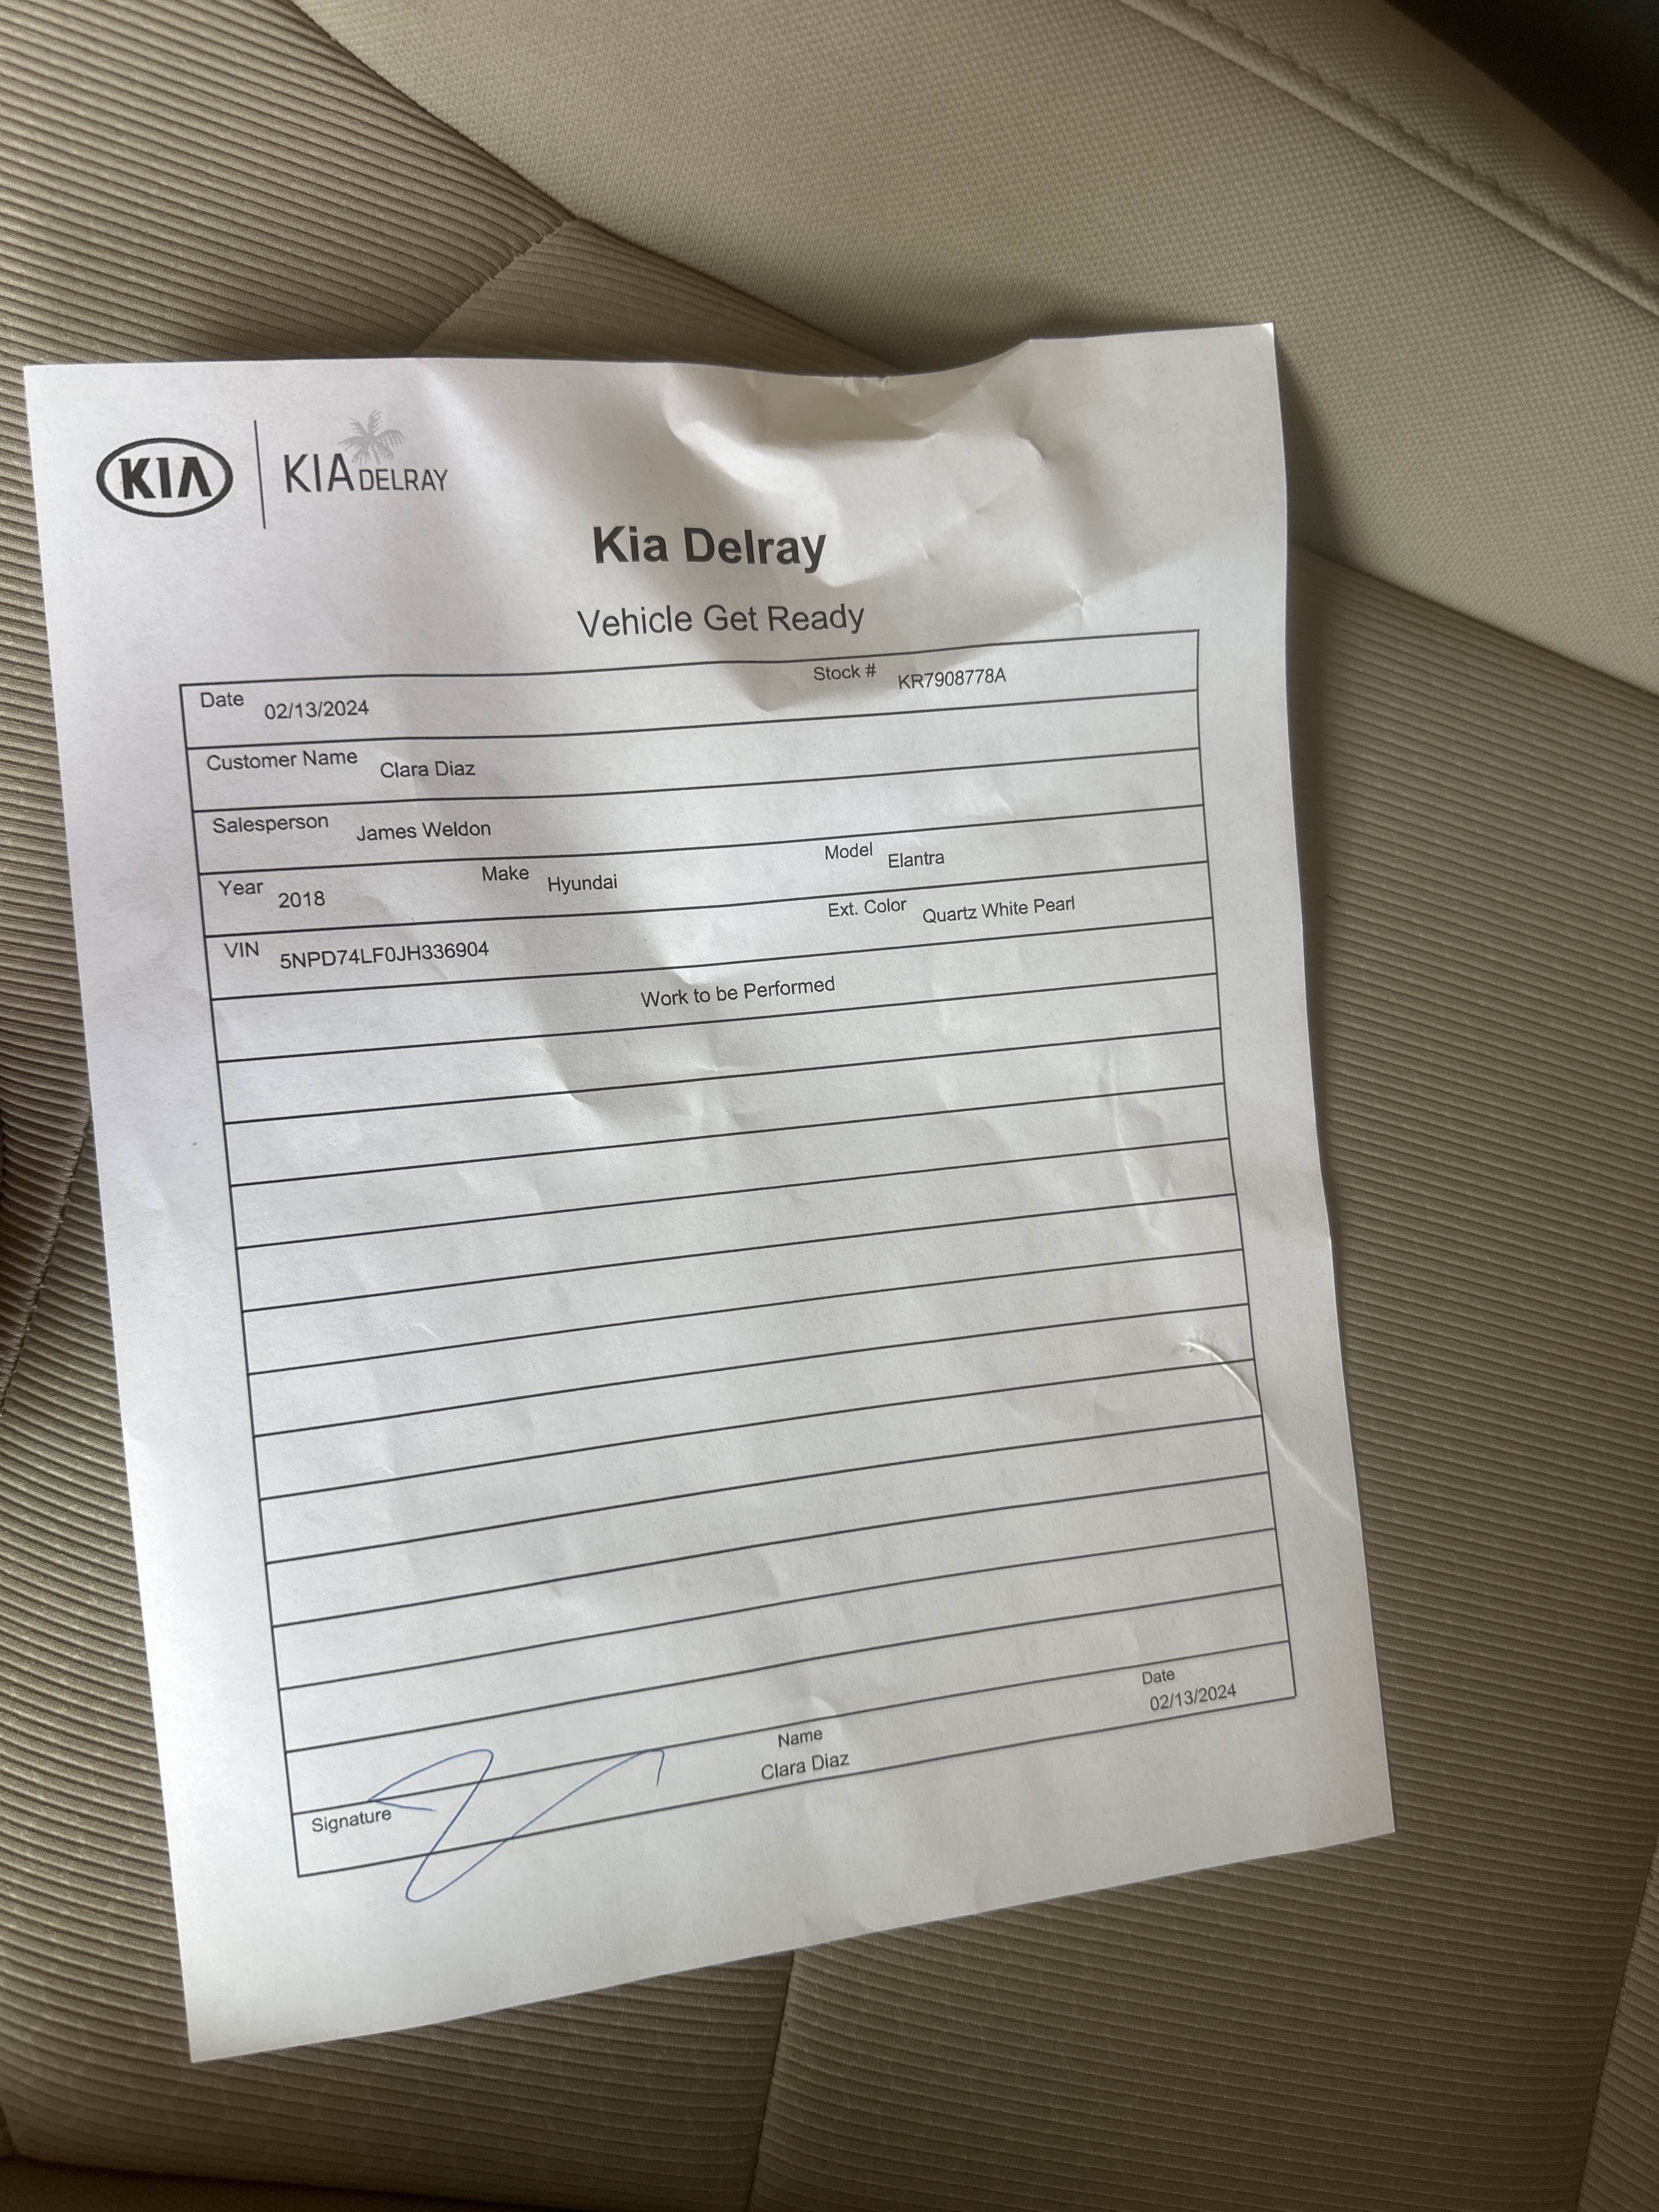 KIA KIA DELRAY
Kia Delray
Vehicle Get Ready
Date 02/13/2024 Stock # KR7908778A
Customer Name Clara Diaz
Salesperson James Weldon
Year 2018 Make Hyundai Model Elantra
VIN 5NPD74LF0JH336904 Ext. Color Quartz White Pearl
Work to be Performed
Signature Name Date
Clara Diaz 02/13/2024